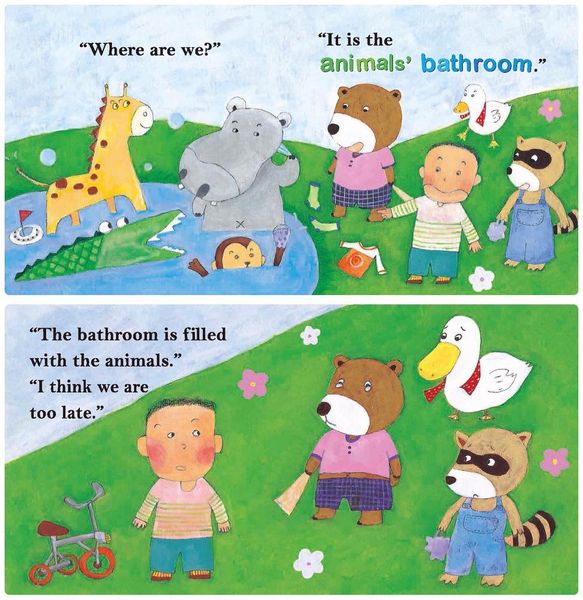 “Where are we?”
“It is the
animals’ bathroom.”
“The bathroom is filled
with the animals.”
“I think we are
too late.”